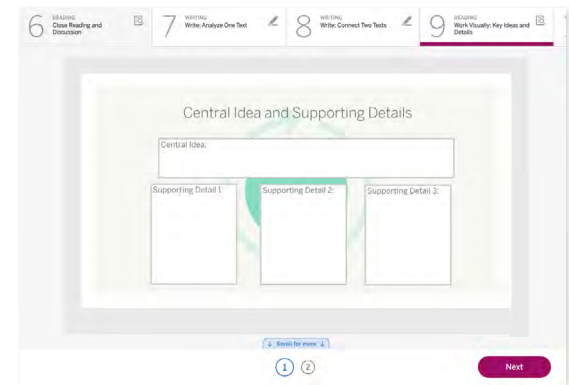 6
READING
Close Reading and
Discussion
7
WRITING
Write: Analyze One Text
8
WRITING
Write: Connect Two Texts
9
READING
Work Visually: Key Ideas and
Details
Central Idea and Supporting Details
Central Idea:
Supporting Detail 1:
Supporting Detail 2:
Supporting Detail 3:
↓ Scroll for more ↓
1 2
Next